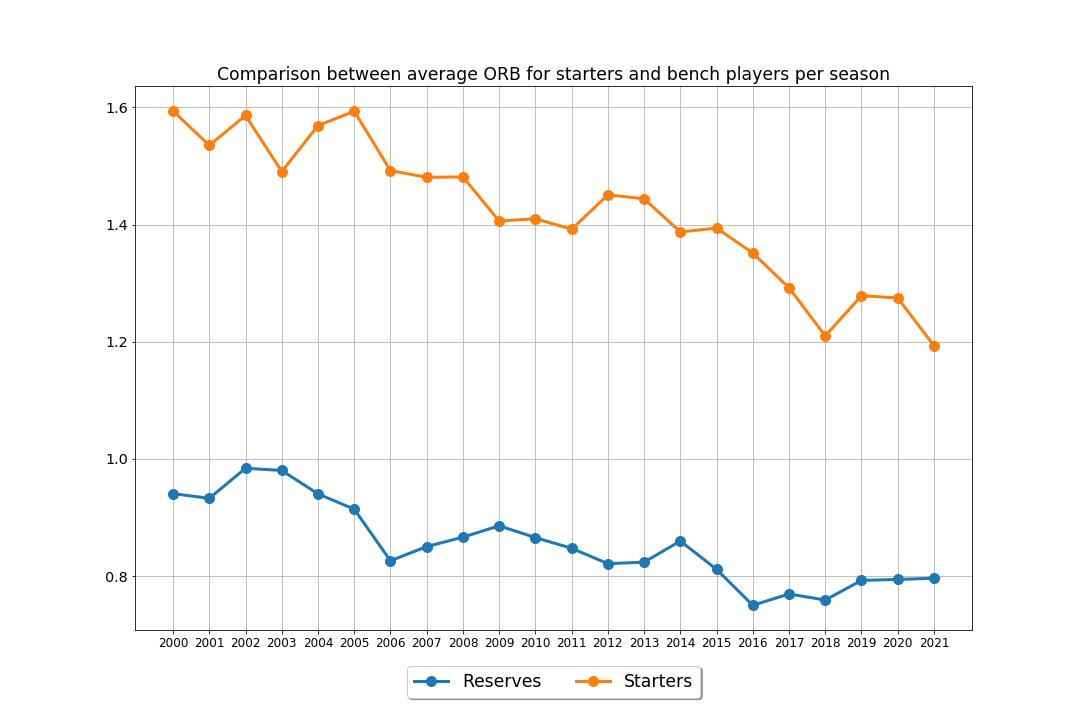 Comparison between average ORB for starters and bench players per season
1.6
1.4
1.2
1.0
0.8
2000 2001 2002 2003 2004 2005 2006 2007 2008 2009 2010 2011 2012 2013 2014 2015 2016 2017 2018 2019 2020 2021
Reserves Starters